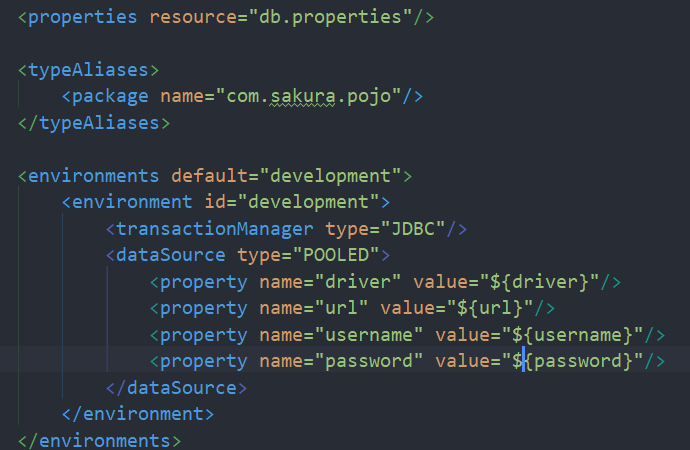 <properties resource="db.properties"/>
<typeAliases>
<package name="com.sakura.pojo"/>
</typeAliases>
<environments default="development">
<environment id="development">
<transactionManager type="JDBC"/>
<dataSource type="POOLED">
<property name="driver" value="${driver}"/>
<property name="url" value="${url}"/>
<property name="username" value="${username}"/>
<property name="password" value="${password}"/>
</dataSource>
</environment>
</environments>